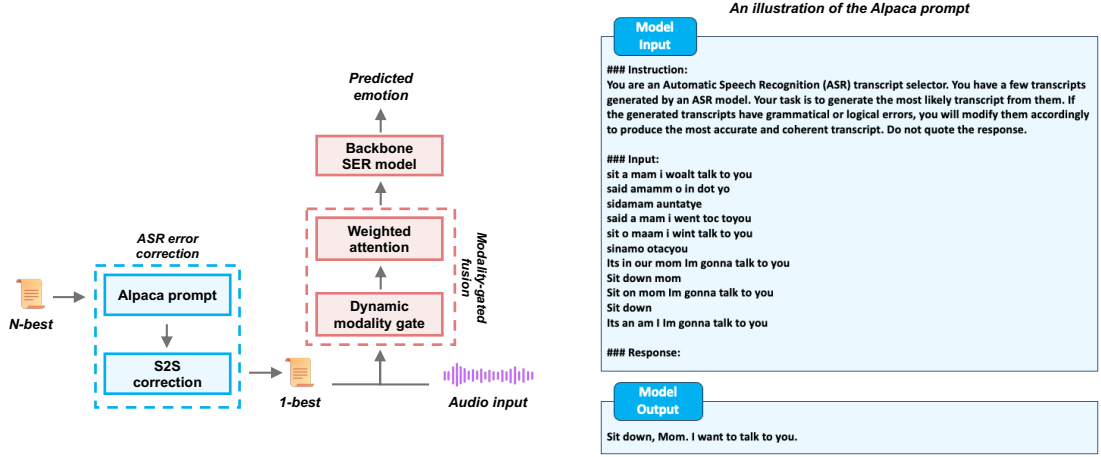 Predicted
emotion
Backbone
SER model
Weighted
attention
Dynamic
modality gate
Modality-gated
fusion
ASR error
correction
Alpaca prompt
S2S
correction
N-best
1-best
Audio input
An illustration of the Alpaca prompt
Model
Input
### Instruction:
You are an Automatic Speech Recognition (ASR) transcript selector. You have a few transcripts
generated by an ASR model. Your task is to generate the most likely transcript from them. If
the generated transcripts have grammatical or logical errors, you will modify them accordingly
to produce the most accurate and coherent transcript. Do not quote the response.
### Input:
sit a mam i woalt talk to you
said amamm o in dot yo
sidamam auntatye
said a mam i went toc toyou
sit o maam i wint talk to you
sinamo otacyou
Its in our mom Im gonna talk to you
Sit down mom
Sit on mom Im gonna talk to you
Sit down
Its an am I Im gonna talk to you
### Response:
Model
Output
Sit down, Mom. I want to talk to you.